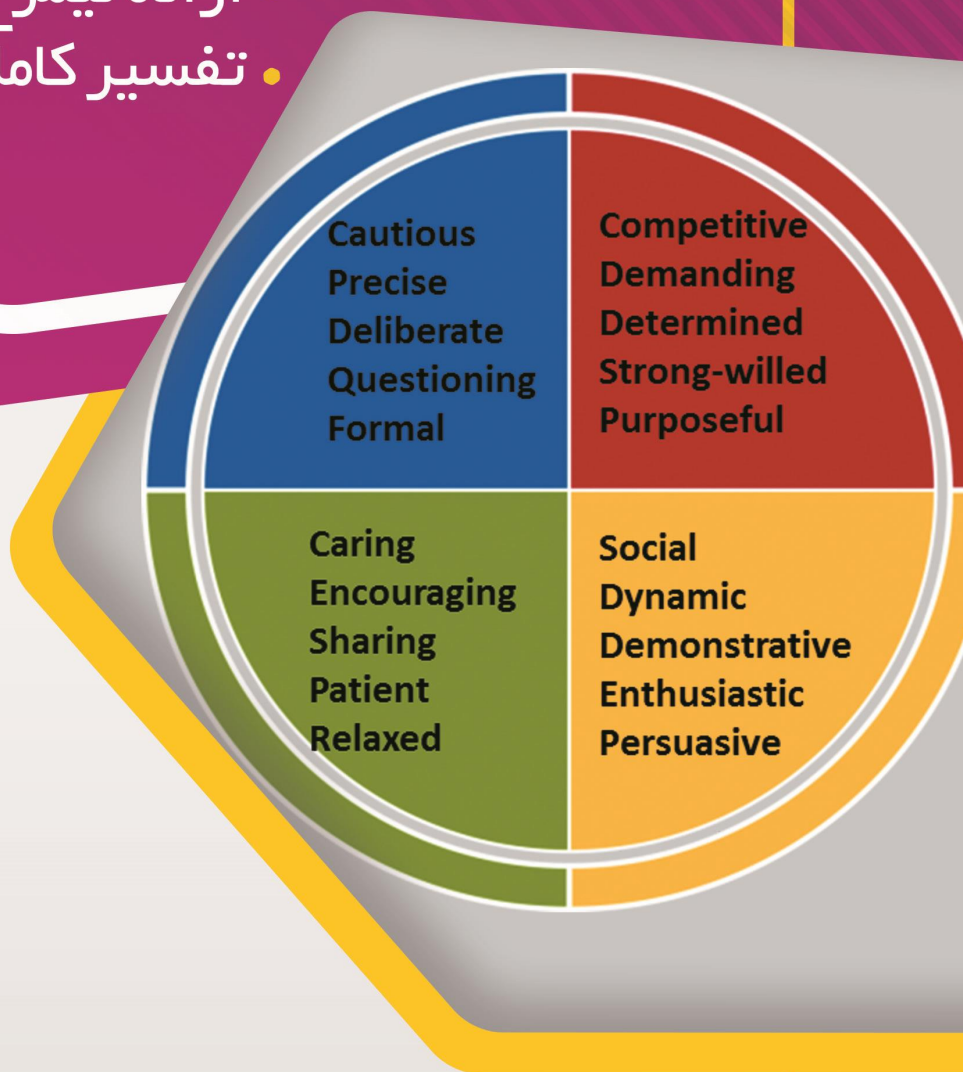 تفسیر
Cautious
Precise
Deliberate
Questioning
Formal
Competitive
Demanding
Determined
Strong-willed
Purposeful
Caring
Encouraging
Sharing
Patient
Relaxed
Social
Dynamic
Demonstrative
Enthusiastic
Persuasive